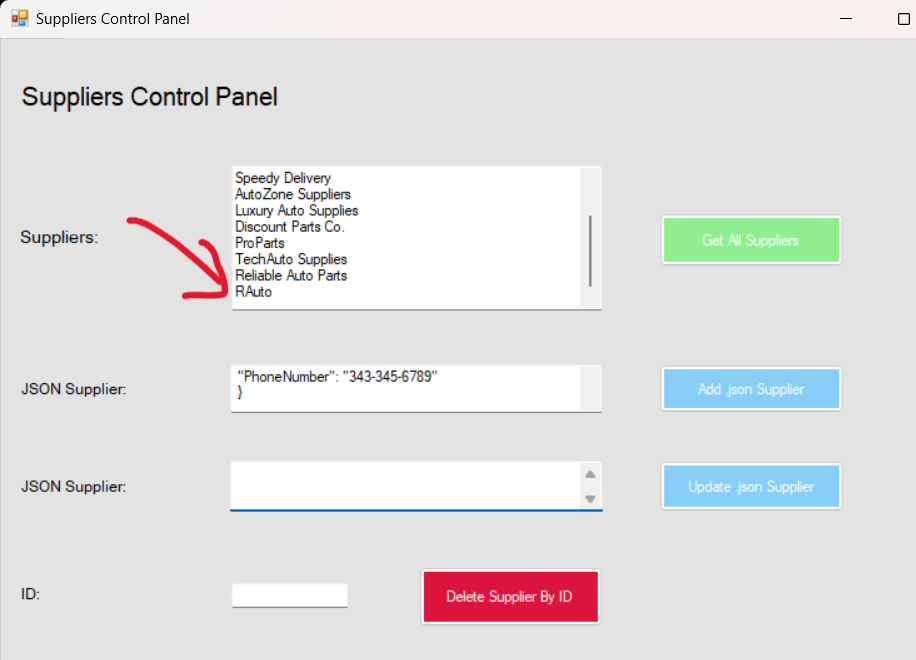 Suppliers Control Panel
Suppliers Control Panel
Suppliers:
Speedy Delivery
AutoZone Suppliers
Luxury Auto Supplies
Discount Parts Co.
ProParts
TechAuto Supplies
Reliable Auto Parts
RAuto
Get All Suppliers
JSON Supplier:
"PhoneNumber": "343-345-6789"
}
Add .json Supplier
JSON Supplier:
Update .json Supplier
ID:
Delete Supplier By ID